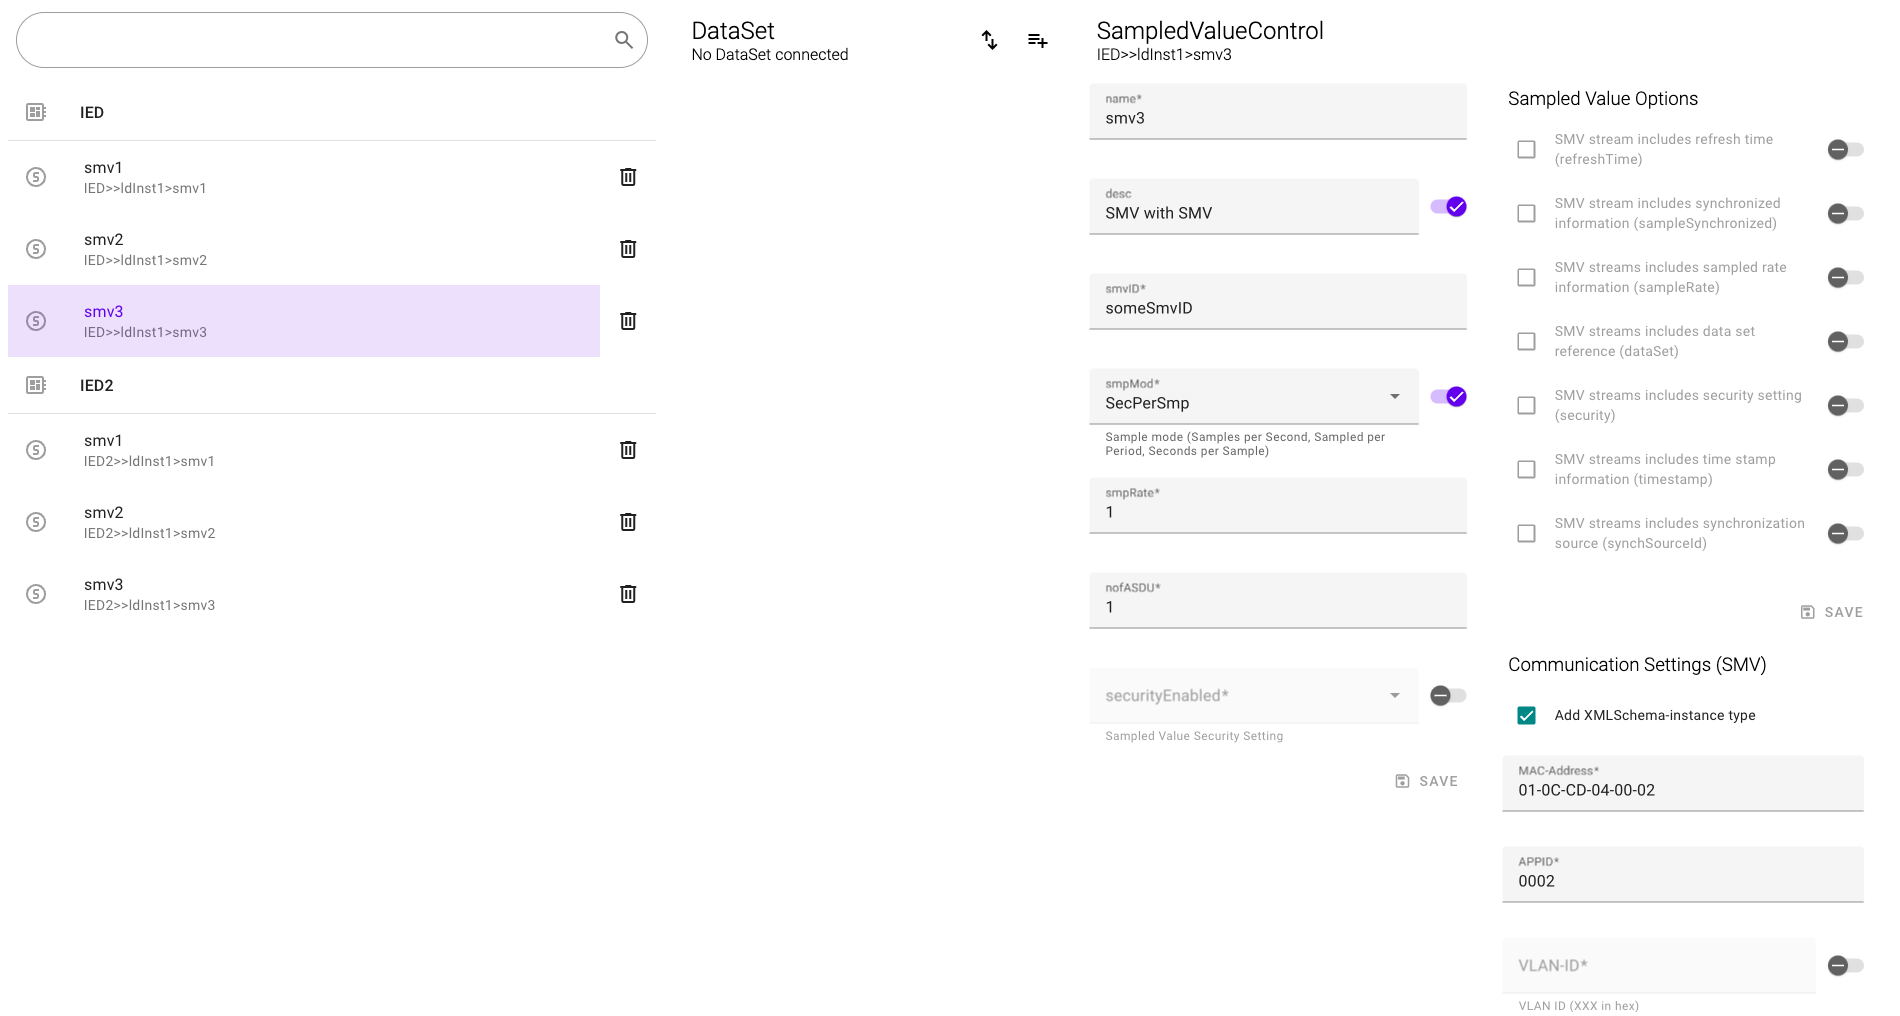 IED
smv1
IED>>ldInst1>smv1
smv2
IED>>ldInst1>smv2
smv3
IED>>ldInst1>smv3
IED2
smv1
IED2>>ldInst1>smv1
smv2
IED2>>ldInst1>smv2
smv3
IED2>>ldInst1>smv3
DataSet
No DataSet connected
SampledValueControl
IED>>ldInst1>smv3
name*
smv3
desc
SMV with SMV
smvID*
someSmvID
smpMod*
SecPerSmp
Sample mode (Samples per Second, Sampled per
Period, Seconds per Sample)
smpRate*
1
nofASDU*
1
securityEnabled*
Sampled Value Security Setting
SAVE
Sampled Value Options
SMV stream includes refresh time
(refreshTime)
SMV stream includes synchronized
information (sampleSynchronized)
SMV streams includes sampled rate
information (sampleRate)
SMV streams includes data set
reference (dataSet)
SMV streams includes security setting
(security)
SMV streams includes time stamp
information (timestamp)
SMV streams includes synchronization
source (synchSourceId)
SAVE
Communication Settings (SMV)
Add XMLSchema-instance type
MAC-Address*
01-0C-CD-04-00-02
APPID*
0002
VLAN-ID*
VLAN ID (XXX in hex)